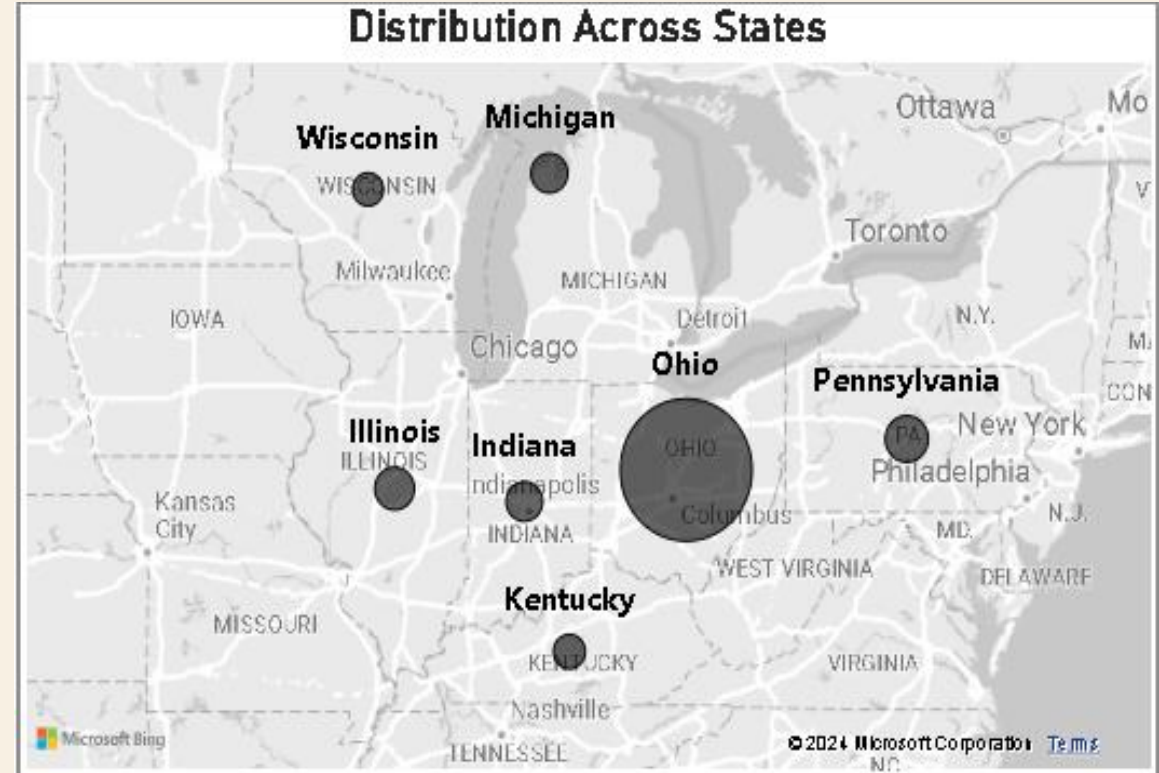 Distribution Across States
Ottawa
Mo
Michigan
Wisconsin
WISCONSIN
V
Toronto
Milwaukee
MICHIGAN
IOWA
Detroit
N.Y.
Chicago
M
Ohio
Pennsylvania
CON
Illinois
Indiana
OHIO
PA
New York
ILLINOIS
Philadelphia
ndianapolis
Kansas
City
Columbus
N.J.
INDIANA
MD.
WEST VIRGINIA
DELAWARE
Kentucky
MISSOURI
KENTUCKY
VIRGINIA
Nashville
Microsoft Bing
© 2024 Microsoft Corporation Terms
TENNESSEE
N.C.